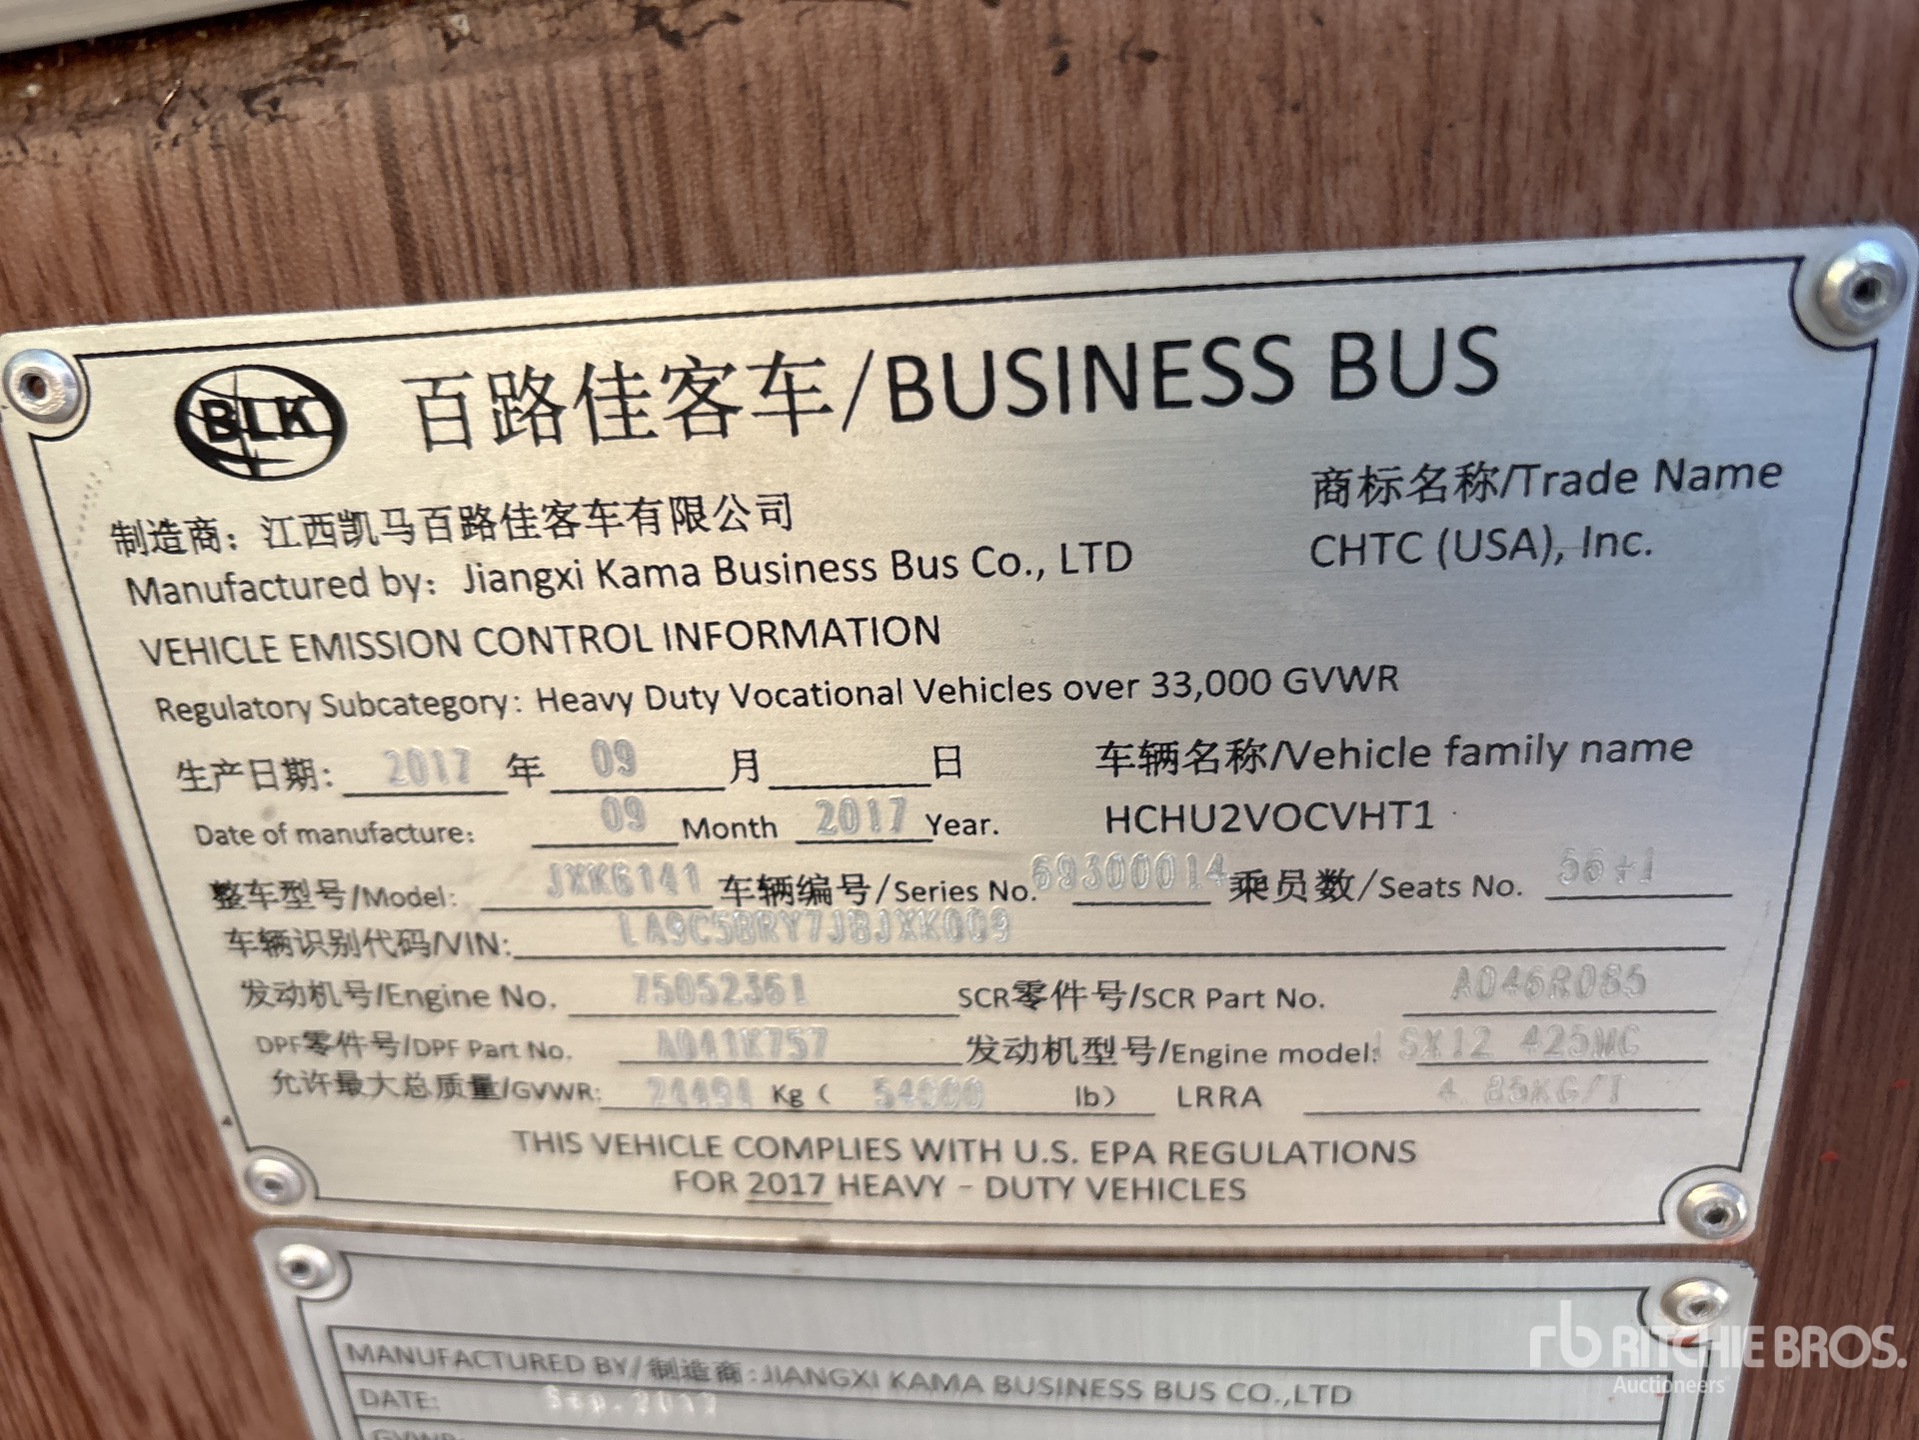 BLK 百路佳客车/BUSINESS BUS
商标名称/Trade Name
制造商：江西凯马百路佳客车有限公司
CHTC (USA), Inc.
Manufactured by：Jiangxi Kama Business Bus Co., LTD
VEHICLE EMISSION CONTROL INFORMATION
Regulatory Subcategory：Heavy Duty Vocational Vehicles over 33,000 GVWR
生产日期：2017 年 09 月 日 车辆名称/Vehicle family name
Date of manufacture： 09 Month 2017 Year. HCHU2VOCVHT1
整车型号/Model: JXK6141 车辆编号/Series No. 69300014 乘员数/Seats No. 56+1
车辆识别代码/VIN: LA9C5BRY7JBJXK009
发动机号/Engine No. 75052361 SCR零件号/SCR Part No. A046R085
DPF零件号/DPF Part No. A041K757 发动机型号/Engine model: ISX12 425MC
允许最大总质量/GVWR: 24494 Kg ( 54000 lb) LRRA 4.85KG/T
THIS VEHICLE COMPLIES WITH U.S. EPA REGULATIONS
FOR 2017 HEAVY - DUTY VEHICLES
MANUFACTURED BY/制造商:JIANGXI KAMA BUSINESS BUS CO.,LTD
DATE: Sep.2017
GVWR:
rb RITCHIE BROS.
Auctioneers